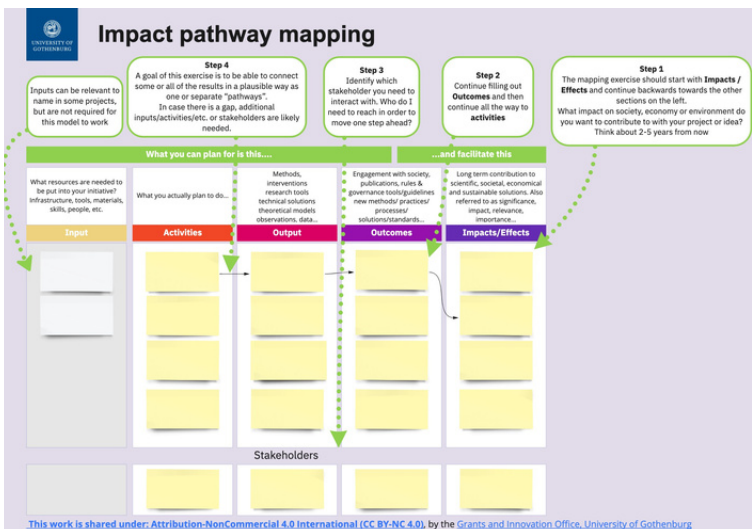 UNIVERSITY OF
GOTHENBURG
Impact pathway mapping
Inputs can be relevant to
name in some projects,
but are not required for
this model to work
Step 4
A goal of this exercise is to be able to connect
some or all of the results in a plausible way as
one or separate "pathways".
In case there is a gap, additional
inputs/activities/etc. or stakeholders are likely
needed.
Step 3
Identify which
stakeholder you need to
interact with. Who do I
need to reach in order to
move one step ahead?
Step 2
Continue filling out
Outcomes and then
continue all the way to
activities
Step 1
The mapping exercise should start with Impacts /
Effects and continue backwards towards the other
sections on the left.
What impact on society, economy or environment do
you want to contribute to with your project or idea?
Think about 2-5 years from now
What you can plan for is this....
...and facilitate this
What resources are needed to
be put into your initiative?
Infrastructure, tools, materials,
skills, people, etc.
What you actually plan to do...
Methods,
interventions
research tools
technical solutions
theoretical models
observations, data...
Engagement with society,
publications, rules &
governance tools/guidelines
new methods/ practices/
processes/
solutions/standards...
Long term contribution to
scientific, societal, economical
and sustainable solutions. Also
referred to as significance,
impact, relevance,
importance...
Input
Activities
Output
Outcomes
Impacts/Effects
Stakeholders
This work is shared under: Attribution-NonCommercial 4.0 International (CC BY-NC 4.0), by the Grants and Innovation Office, University of Gothenburg